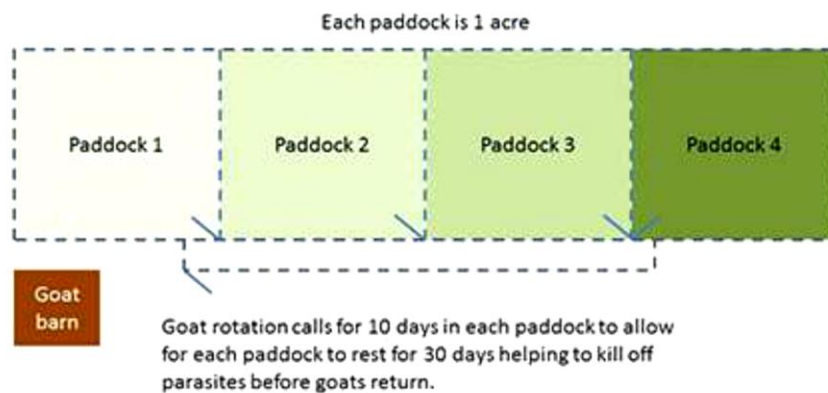 Each paddock is 1 acre
Paddock 1
Paddock 2
Paddock 3
Paddock 4
Goat
barn
Goat rotation calls for 10 days in each paddock to allow
for each paddock to rest for 30 days helping to kill off
parasites before goats return.